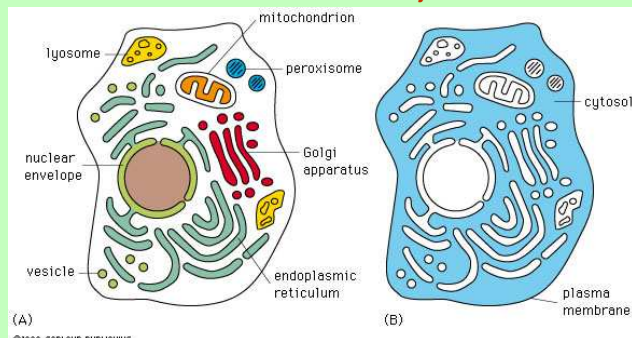 mitochondrion
lyosome
peroxisome
cytosol
nuclear
envelope
Golgi
apparatus
vesicle
endoplasmic
reticulum
plasma
membrane
(A)
(B)